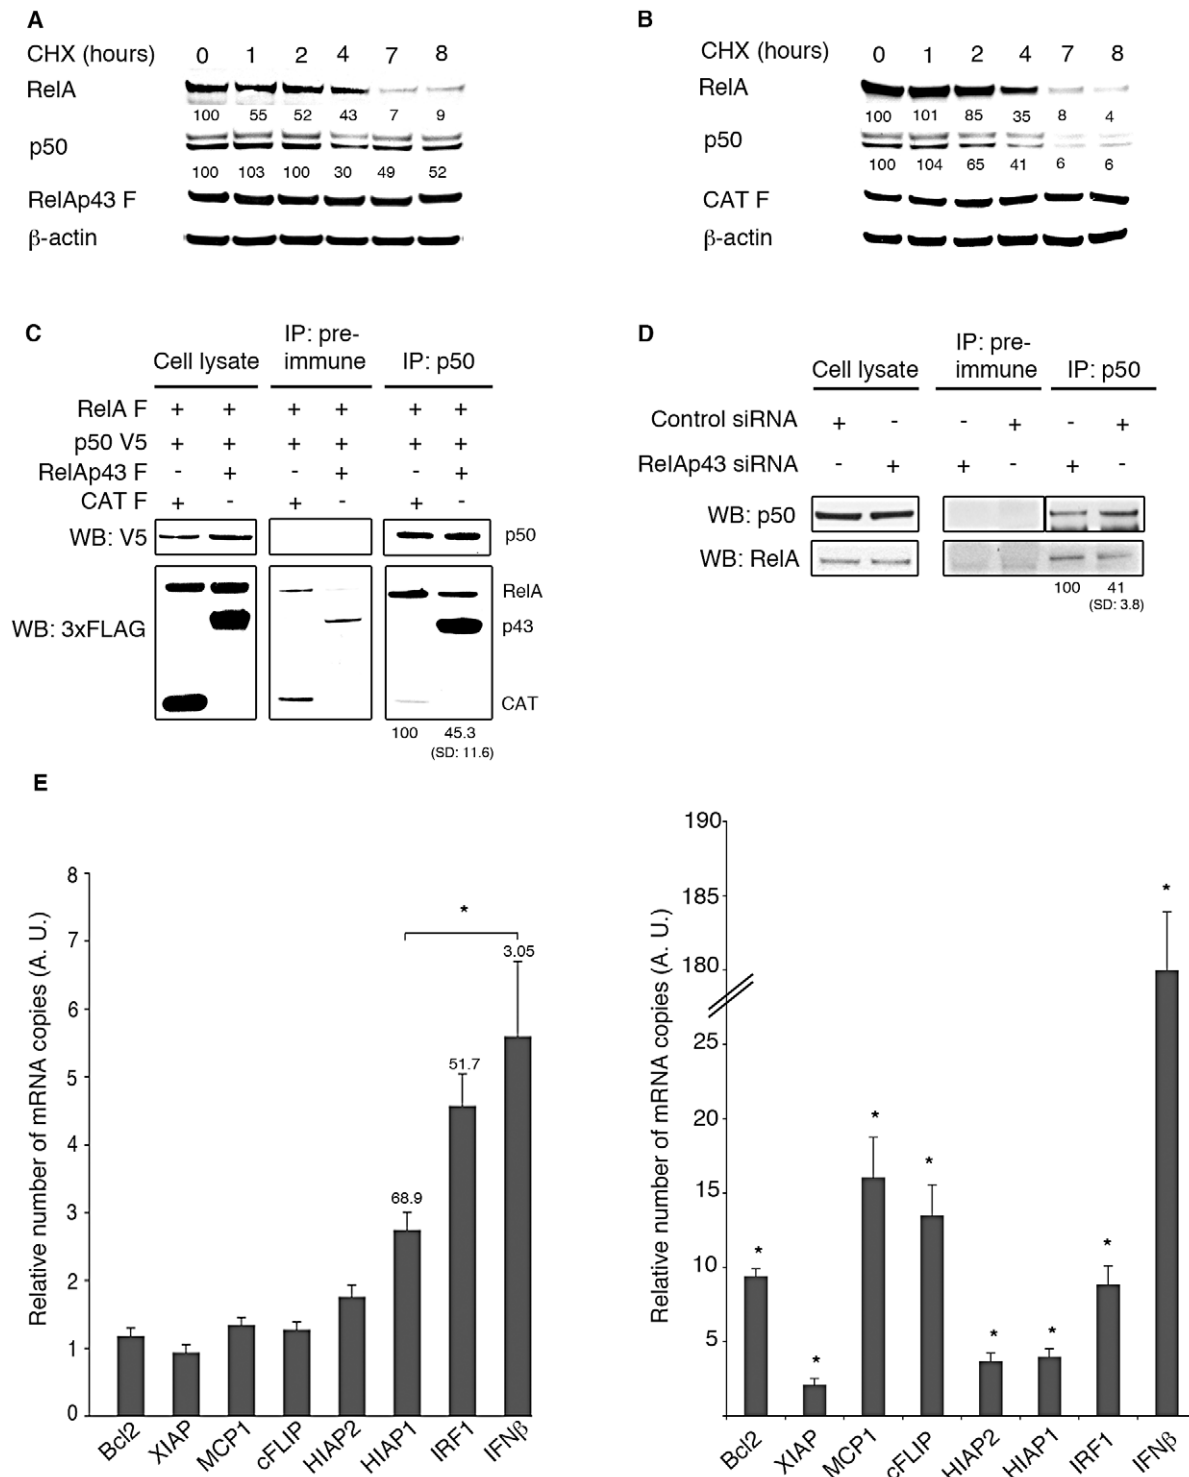 A
CHX (hours) 0 1 2 4 7 8
RelA
100 55 52 43 7 9
p50
100 103 100 30 49 52
RelAp43 F
β-actin
B
CHX (hours) 0 1 2 4 7 8
RelA
100 101 85 35 8 4
p50
100 104 65 41 6 6
CAT F
β-actin
C
Cell lysate IP: pre-immune IP: p50
RelA F + + + + + +
p50 V5 + + + + + +
RelAp43 F - + - + - +
CAT F + - + - + -
WB: V5 p50
WB: 3xFLAG RelA
p43
CAT
100 45.3
(SD: 11.6)
D
Cell lysate IP: pre-immune IP: p50
Control siRNA + - - + - +
RelAp43 siRNA - + + - + -
WB: p50
WB: RelA
100 41
(SD: 3.8)
E
Relative number of mRNA copies (A. U.)
8
7
6
5
4
3
2
1
0
*
3.05
51.7
68.9
Bcl2 XIAP MCP1 cFLIP HIAP2 HIAP1 IRF1 IFNβ
Relative number of mRNA copies (A. U.)
190
185
180
25
20
15
10
5
* * * * * * * *
Bcl2 XIAP MCP1 cFLIP HIAP2 HIAP1 IRF1 IFNβ